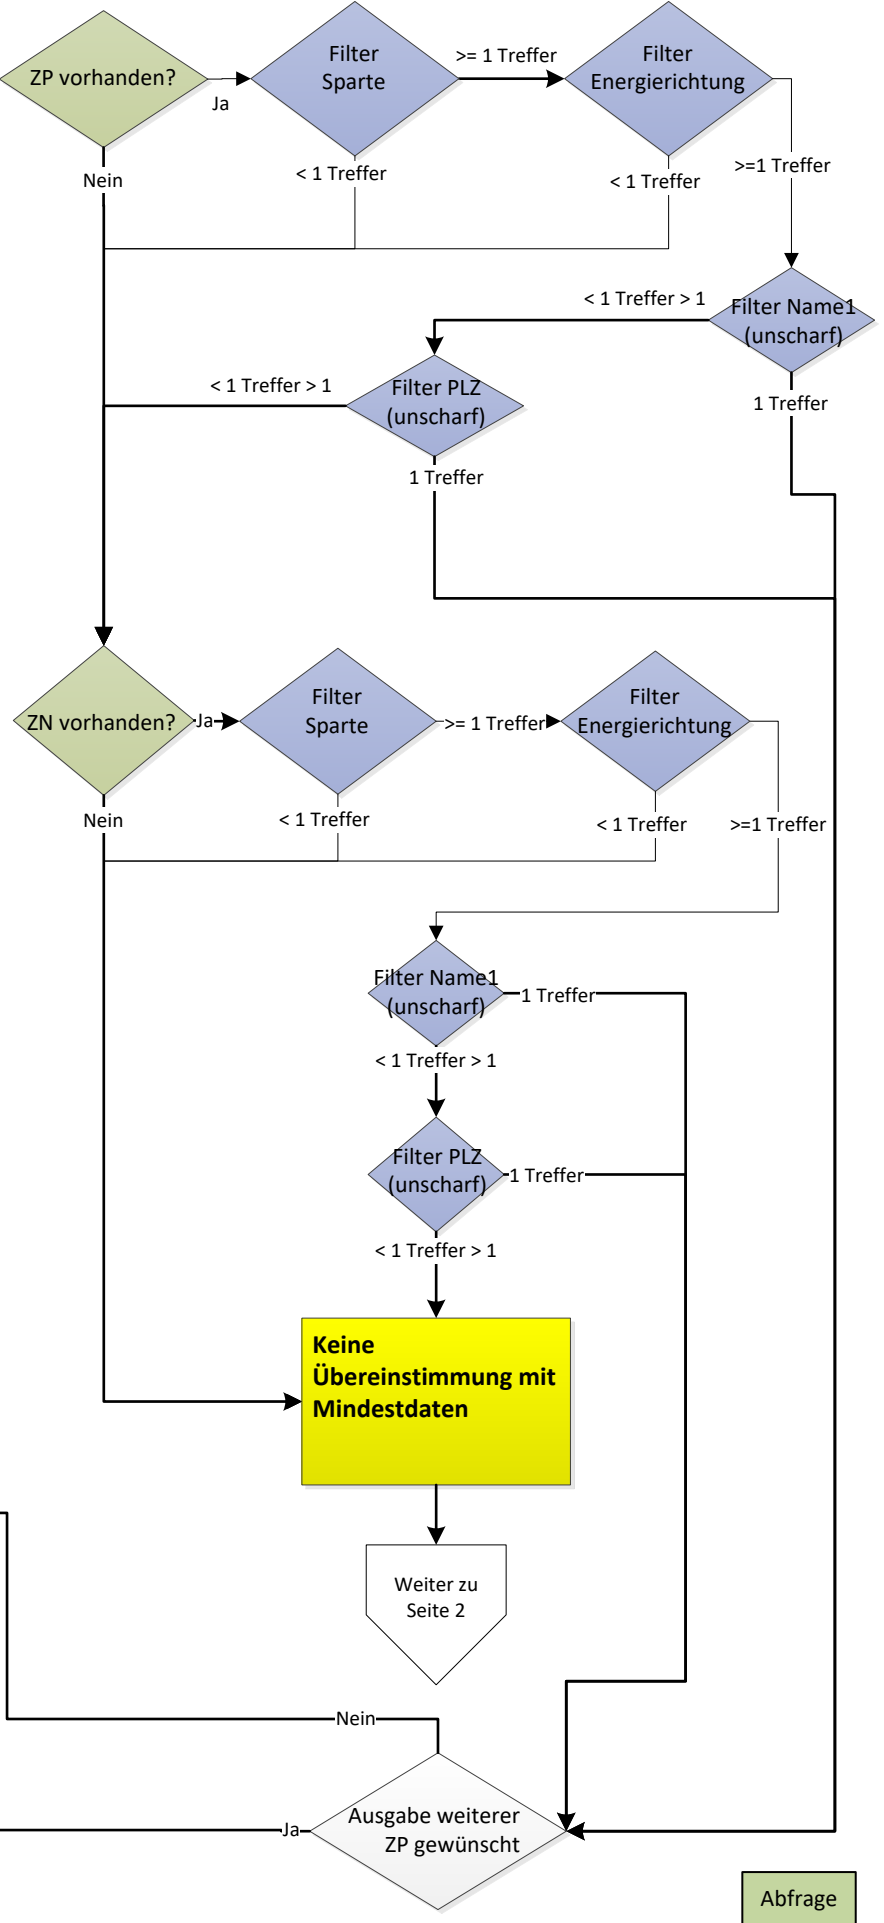 ZP vorhanden?
Ja
Filter
Sparte
>= 1 Treffer
Filter
Energierichtung
Nein
< 1 Treffer
< 1 Treffer
>=1 Treffer
< 1 Treffer > 1
Filter Name1
(unscharf)
< 1 Treffer > 1
Filter PLZ
(unscharf)
1 Treffer
1 Treffer
ZN vorhanden?
Ja
Filter
Sparte
>= 1 Treffer
Filter
Energierichtung
Nein
< 1 Treffer
< 1 Treffer
>=1 Treffer
Filter Name1
(unscharf)
1 Treffer
< 1 Treffer > 1
Filter PLZ
(unscharf)
1 Treffer
< 1 Treffer > 1
Keine
Übereinstimmung mit
Mindestdaten
Weiter zu
Seite 2
Nein
Ausgabe weiterer
ZP gewünscht
Ja
Abfrage